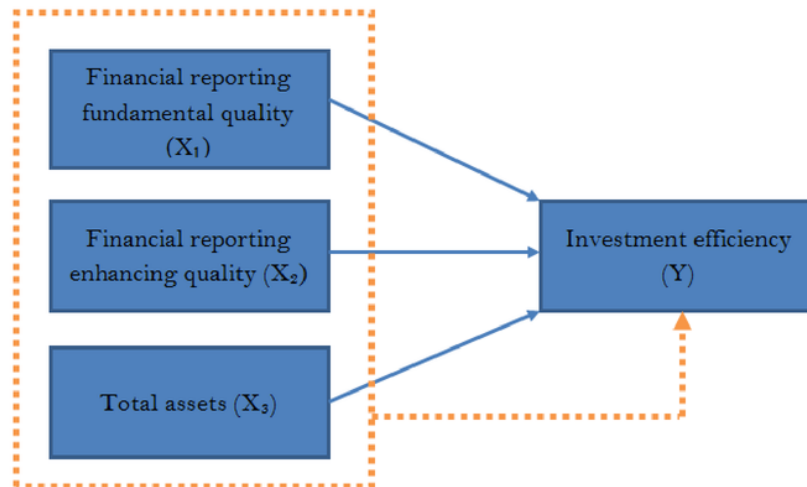 Financial reporting
fundamental quality
(X₁)
Financial reporting
enhancing quality (X₂)
Total assets (X₃)
Investment efficiency
(Y)